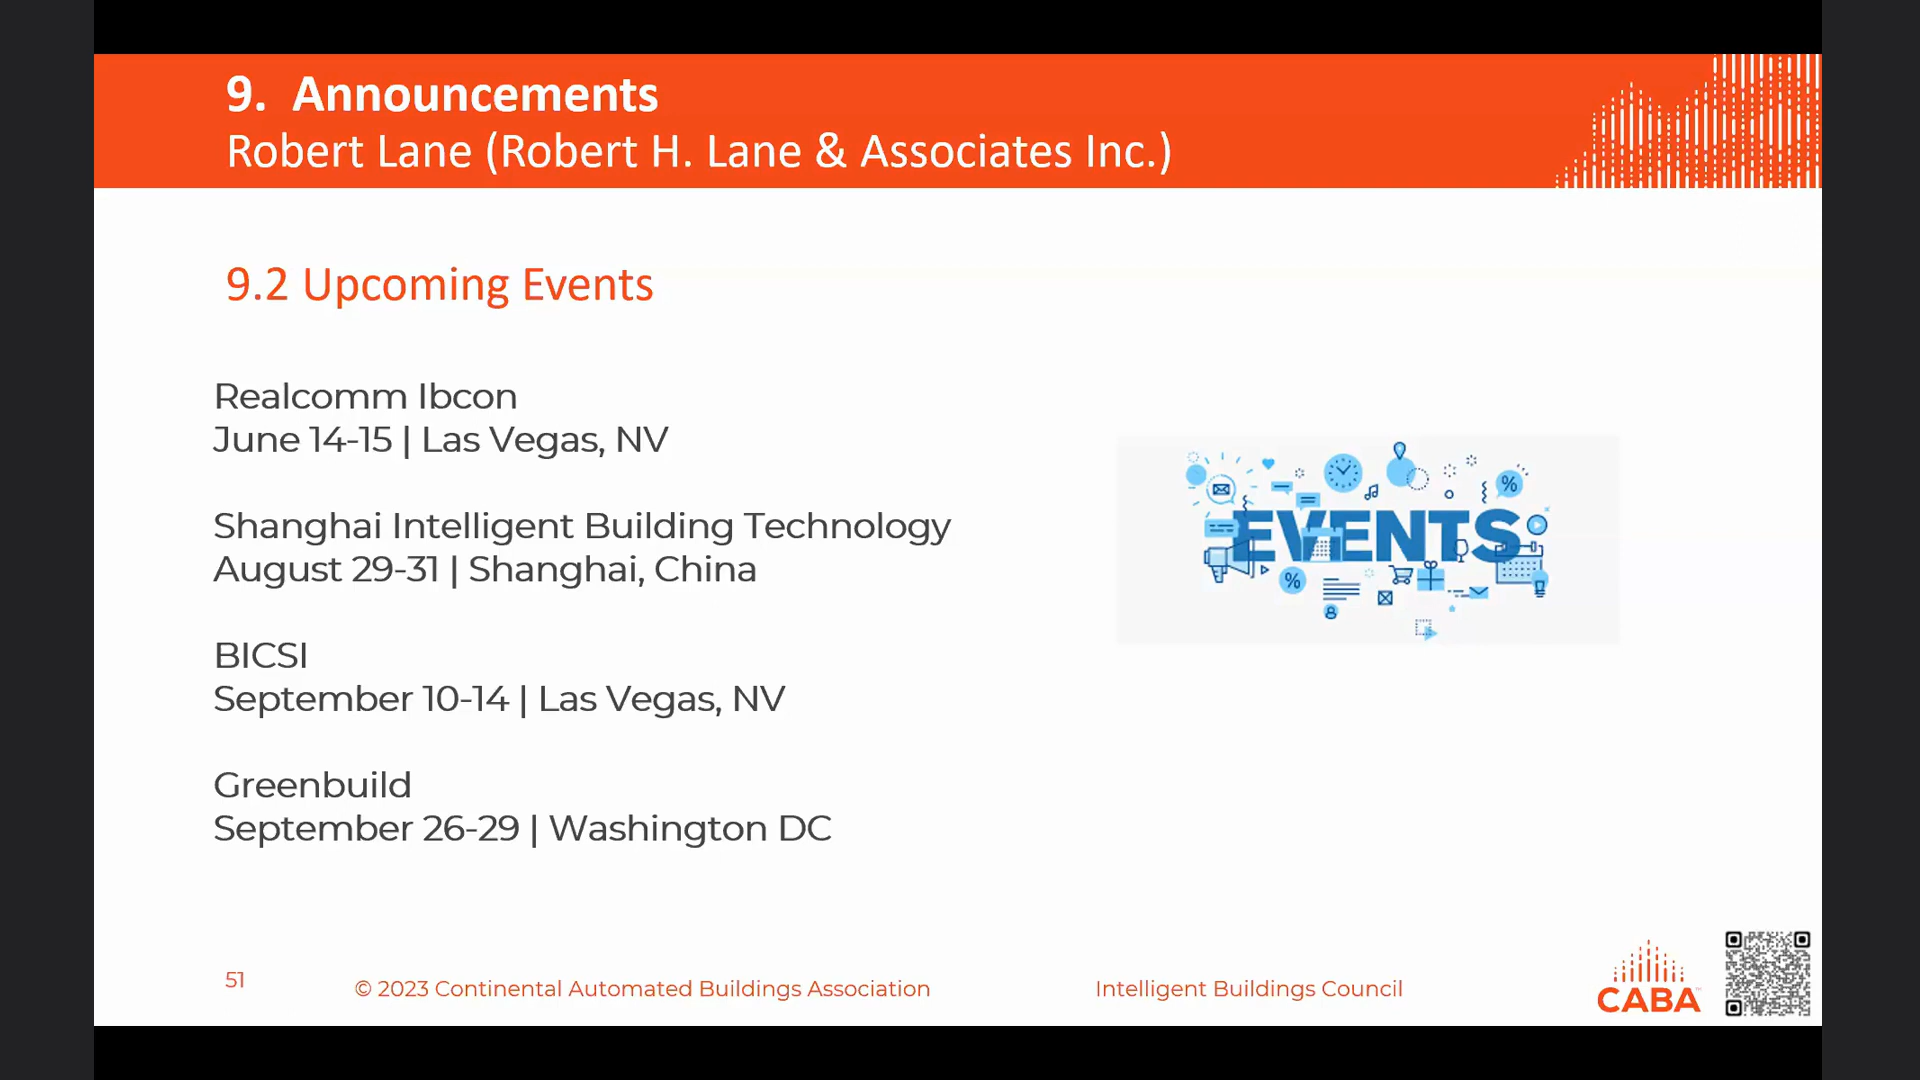 9. Announcements
Robert Lane (Robert H. Lane & Associates Inc.)
9.2 Upcoming Events
Realcomm Ibcon
June 14-15 | Las Vegas, NV
Shanghai Intelligent Building Technology
August 29-31 | Shanghai, China
EVENTS
BICSI
September 10-14 | Las Vegas, NV
Greenbuild
September 26-29 | Washington DC
51
© 2023 Continental Automated Buildings Association
Intelligent Buildings Council
CABA